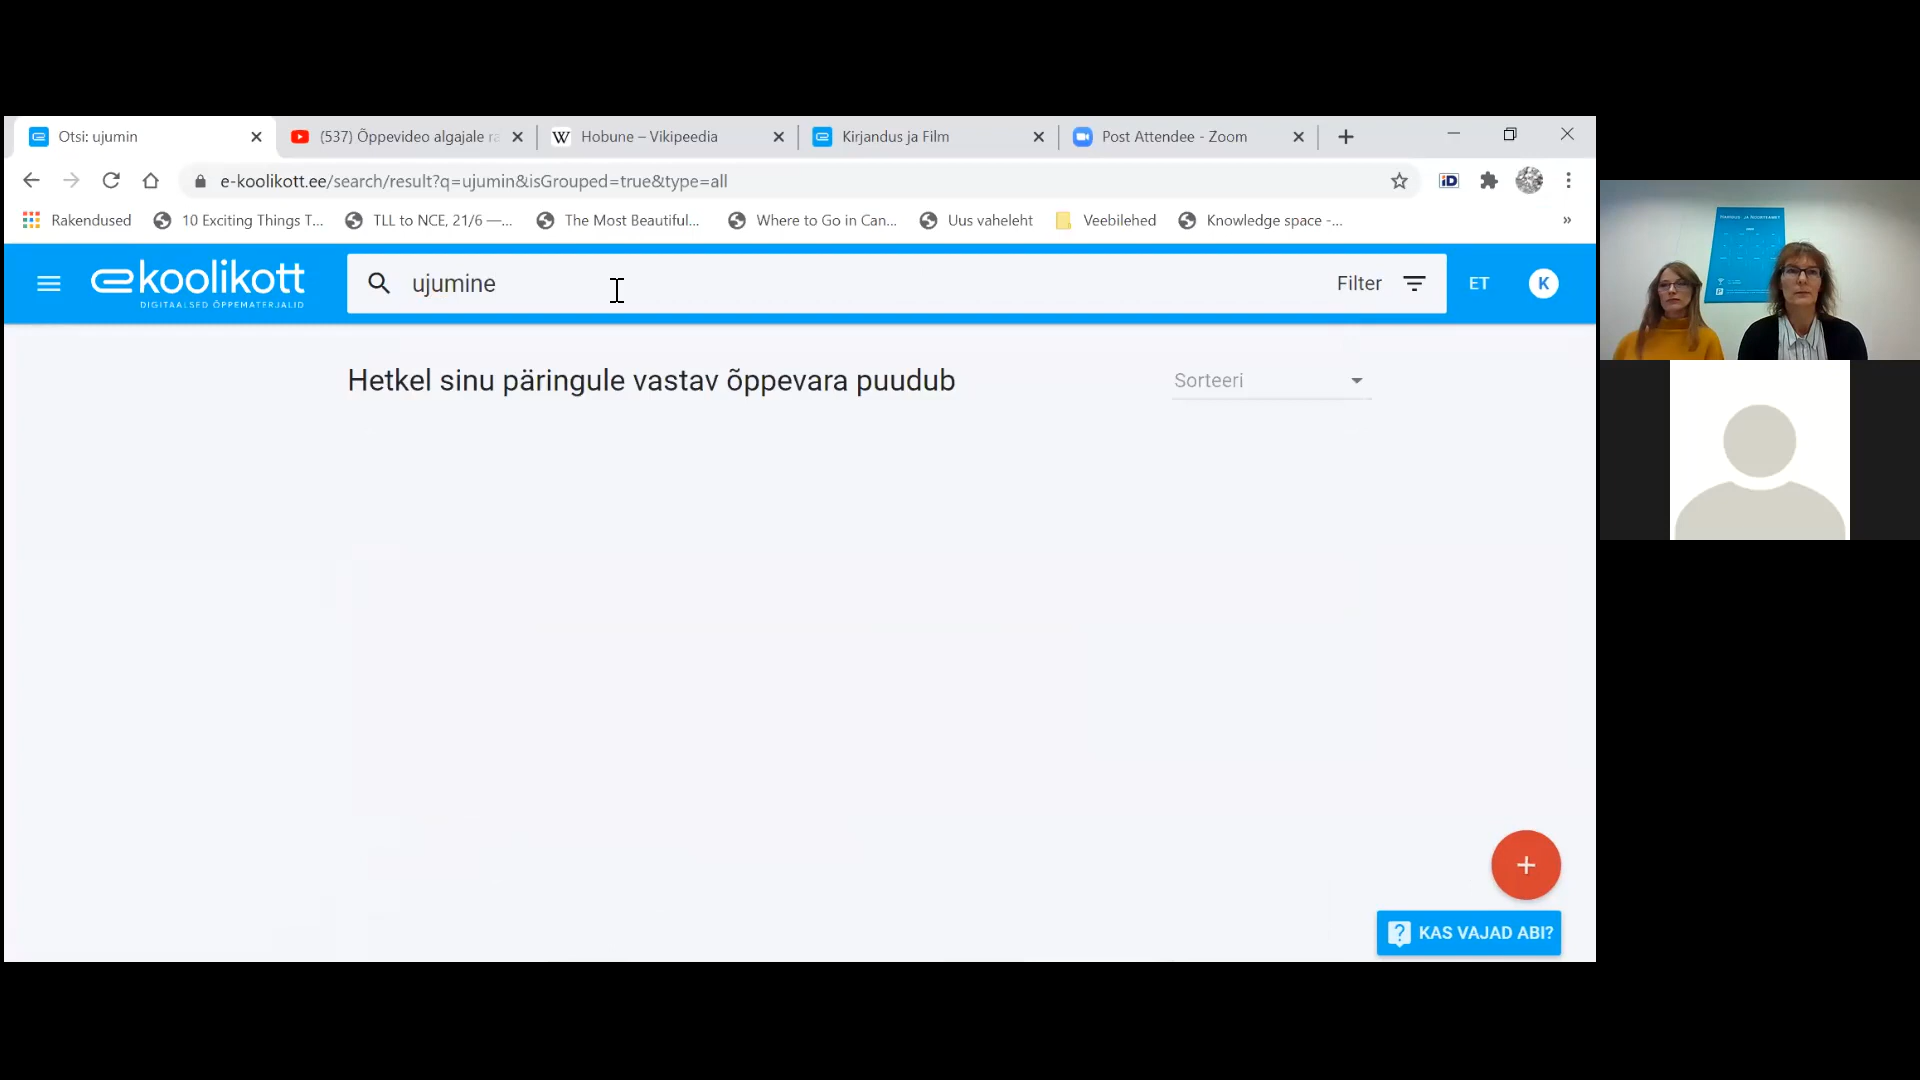 Otsi: ujumin
(537) Õppevideo algajale ra
Hobune – Vikipeedia
Kirjandus ja Film
Post Attendee - Zoom
e-koolikott.ee/search/result?q=ujumin&isGrouped=true&type=all
iD
Rakendused
10 Exciting Things T...
TLL to NCE, 21/6 —...
The Most Beautiful...
Where to Go in Can...
Uus vaheleht
Veebilehed
Knowledge space -...
»
koolikott
DIGITAALSED ÕPPEMATERJALID
ujumine
Filter
ET
K
Hetkel sinu päringule vastav õppevara puudub
Sorteeri
KAS VAJAD ABI?